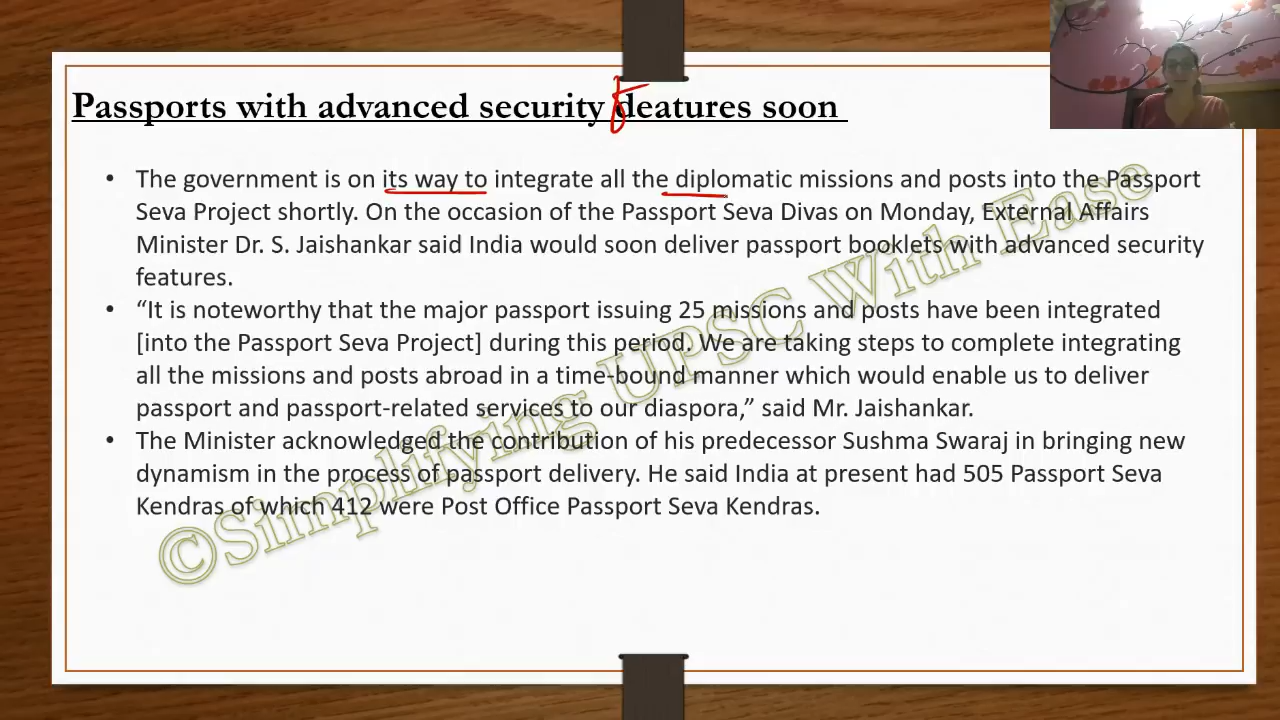 Passports with advanced security deatures soon
f
• The government is on its way to integrate all the diplomatic missions and posts into the Passport
Seva Project shortly. On the occasion of the Passport Seva Divas on Monday, External Affairs
Minister Dr. S. Jaishankar said India would soon deliver passport booklets with advanced security
features.
• “It is noteworthy that the major passport issuing 25 missions and posts have been integrated
[into the Passport Seva Project] during this period. We are taking steps to complete integrating
all the missions and posts abroad in a time-bound manner which would enable us to deliver
passport and passport-related services to our diaspora,” said Mr. Jaishankar.
• The Minister acknowledged the contribution of his predecessor Sushma Swaraj in bringing new
dynamism in the process of passport delivery. He said India at present had 505 Passport Seva
Kendras of which 412 were Post Office Passport Seva Kendras.
©Simplifying UPSC With Ease